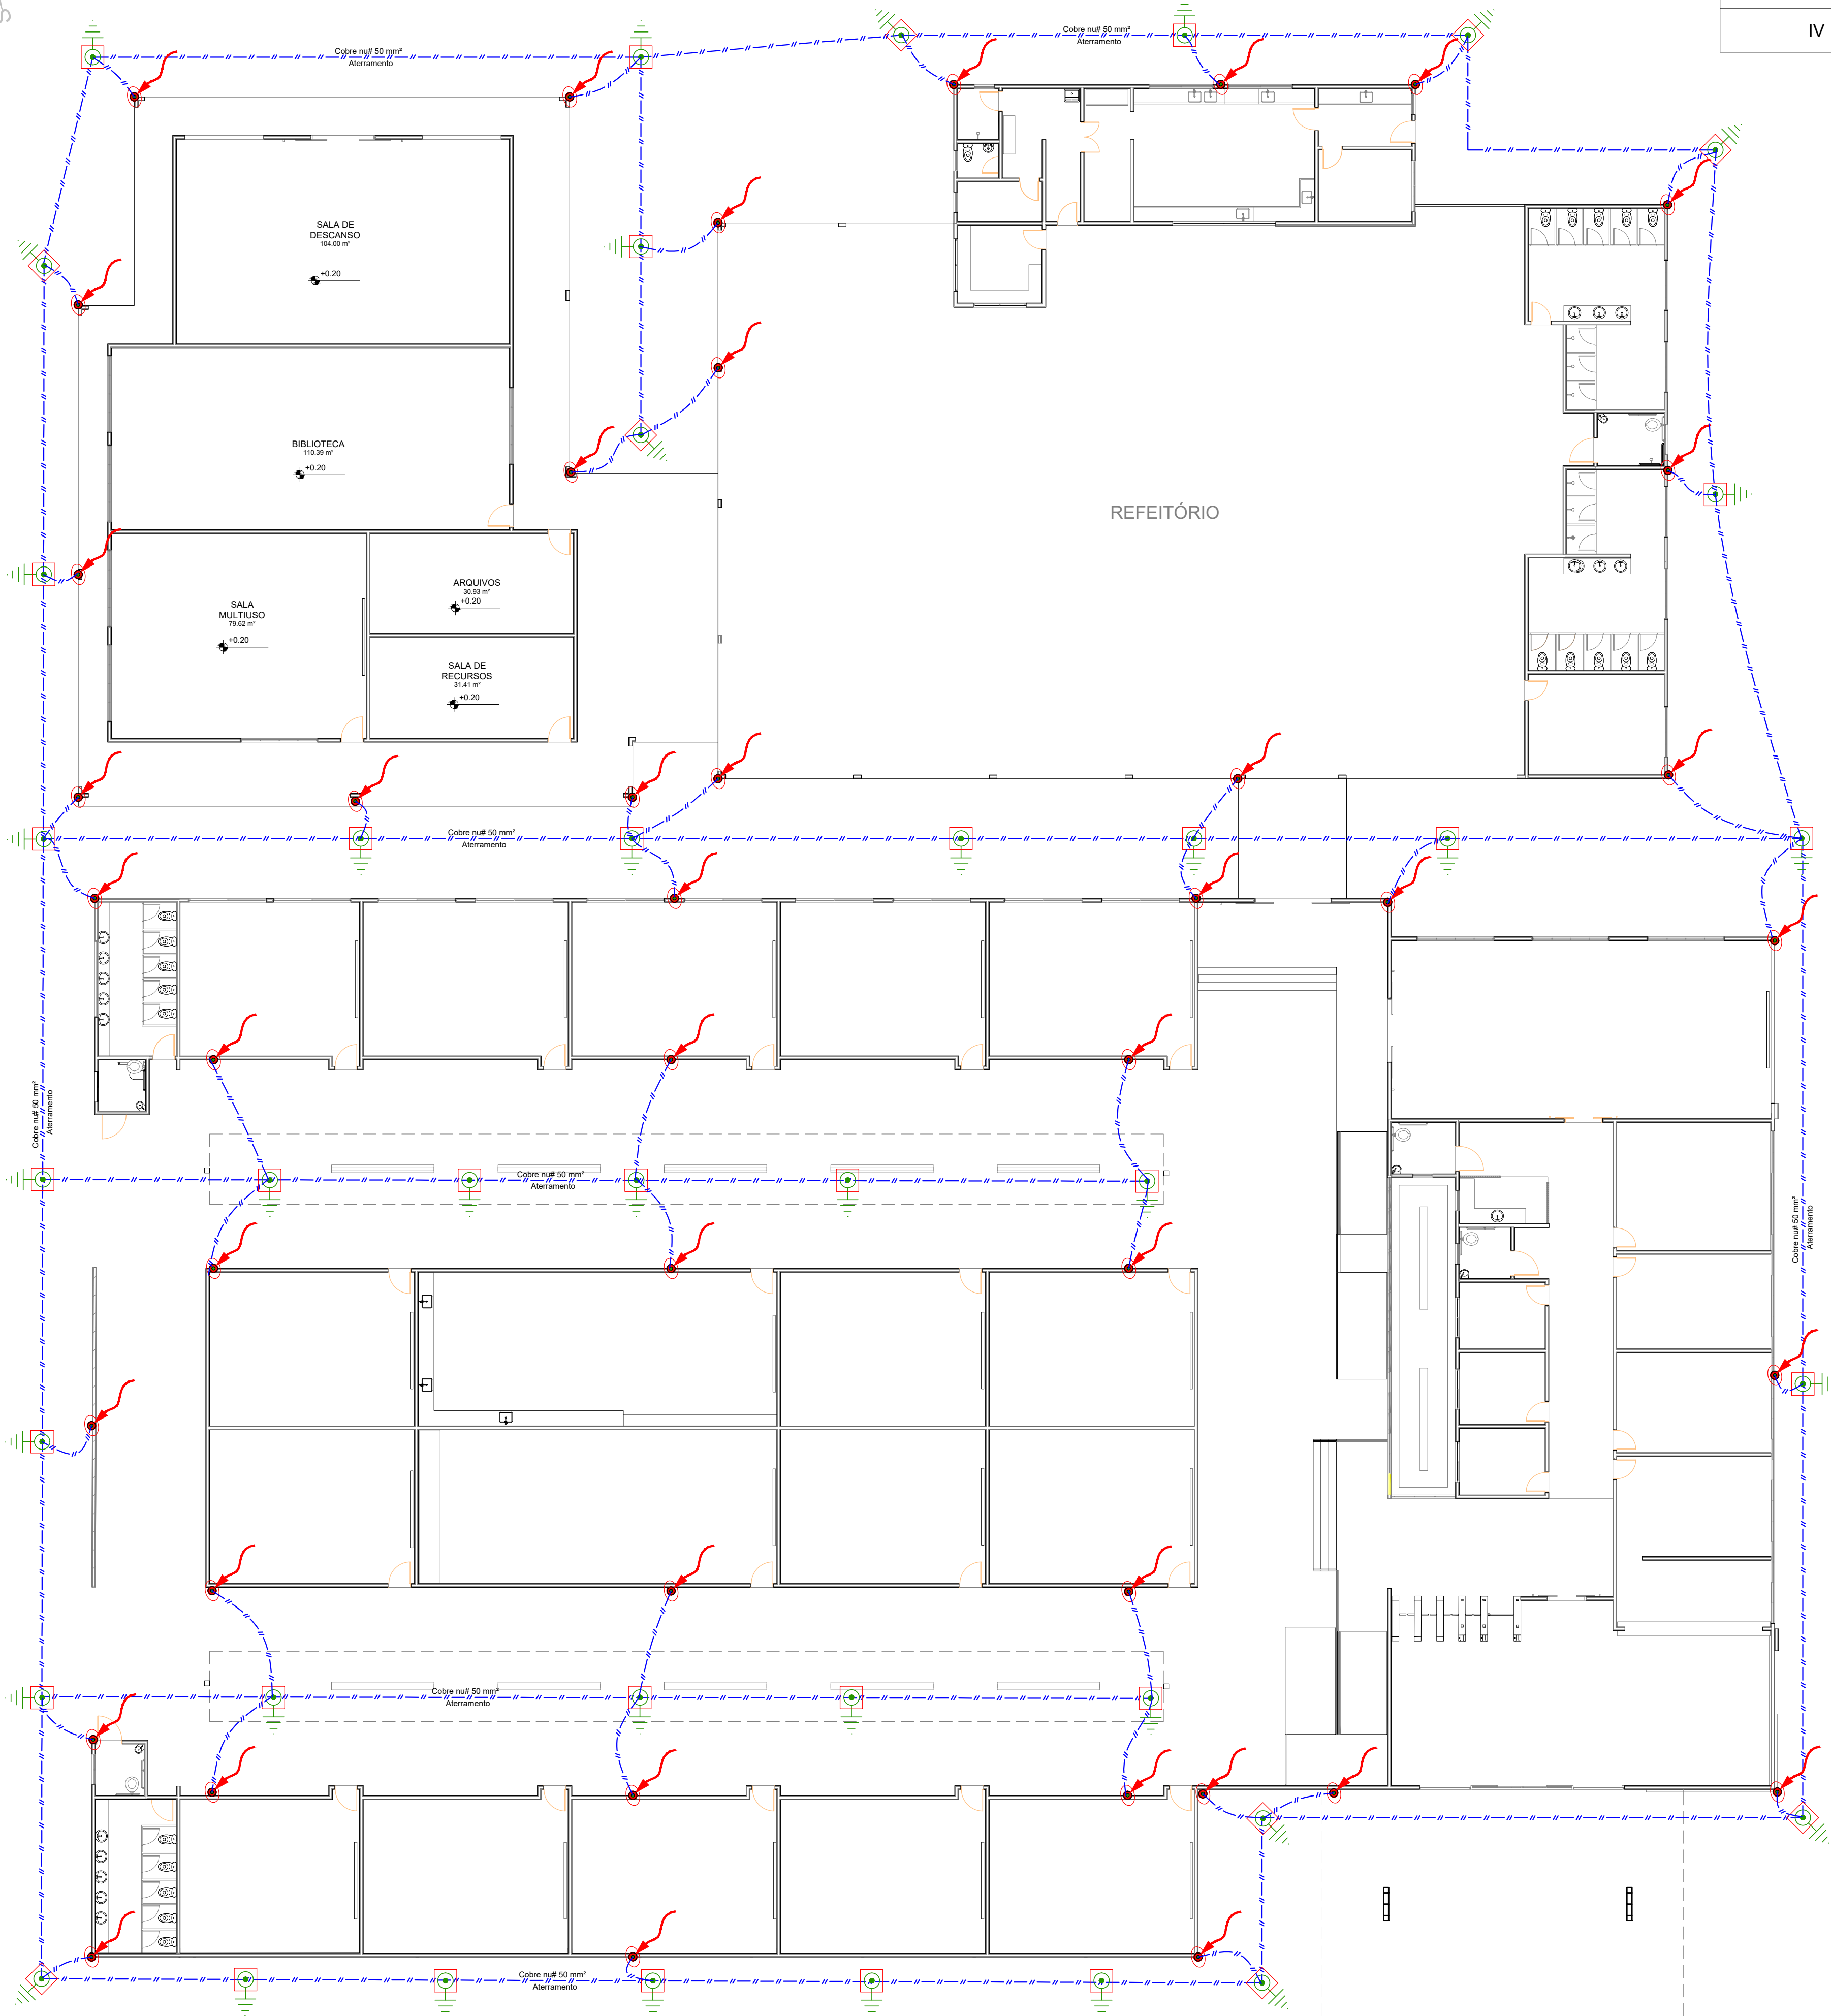 IV
Cobre nu# 50 mm²
Aterramento
Cobre nu# 50 mm²
Aterramento
SALA DE
DESCANSO
104.00 m²
+0.20
BIBLIOTECA
110.39 m²
+0.20
REFEITÓRIO
ARQUIVOS
30.93 m²
+0.20
SALA
MULTIUSO
79.62 m²
+0.20
SALA DE
RECURSOS
31.41 m²
+0.20
Cobre nu# 50 mm²
Aterramento
Cobre nu# 50 mm²
Aterramento
Cobre nu# 50 mm²
Aterramento
Cobre nu# 50 mm²
Aterramento
Cobre nu# 50 mm²
Aterramento
Cobre nu# 50 mm²
Aterramento